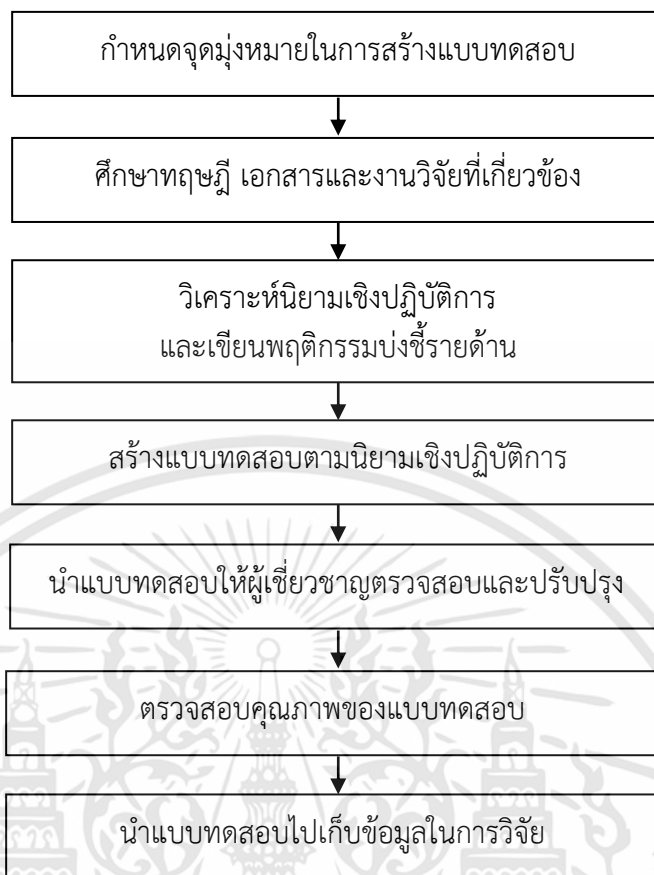 กำหนดจุดมุ่งหมายในการสร้างแบบทดสอบ
ศึกษาทฤษฎี เอกสารและงานวิจัยที่เกี่ยวข้อง
วิเคราะห์นิยามเชิงปฏิบัติการ
และเขียนพฤติกรรมบ่งชี้รายด้าน
สร้างแบบทดสอบตามนิยามเชิงปฏิบัติการ
นำแบบทดสอบให้ผู้เชี่ยวชาญตรวจสอบและปรับปรุง
ตรวจสอบคุณภาพของแบบทดสอบ
นำแบบทดสอบไปเก็บข้อมูลในการวิจัย